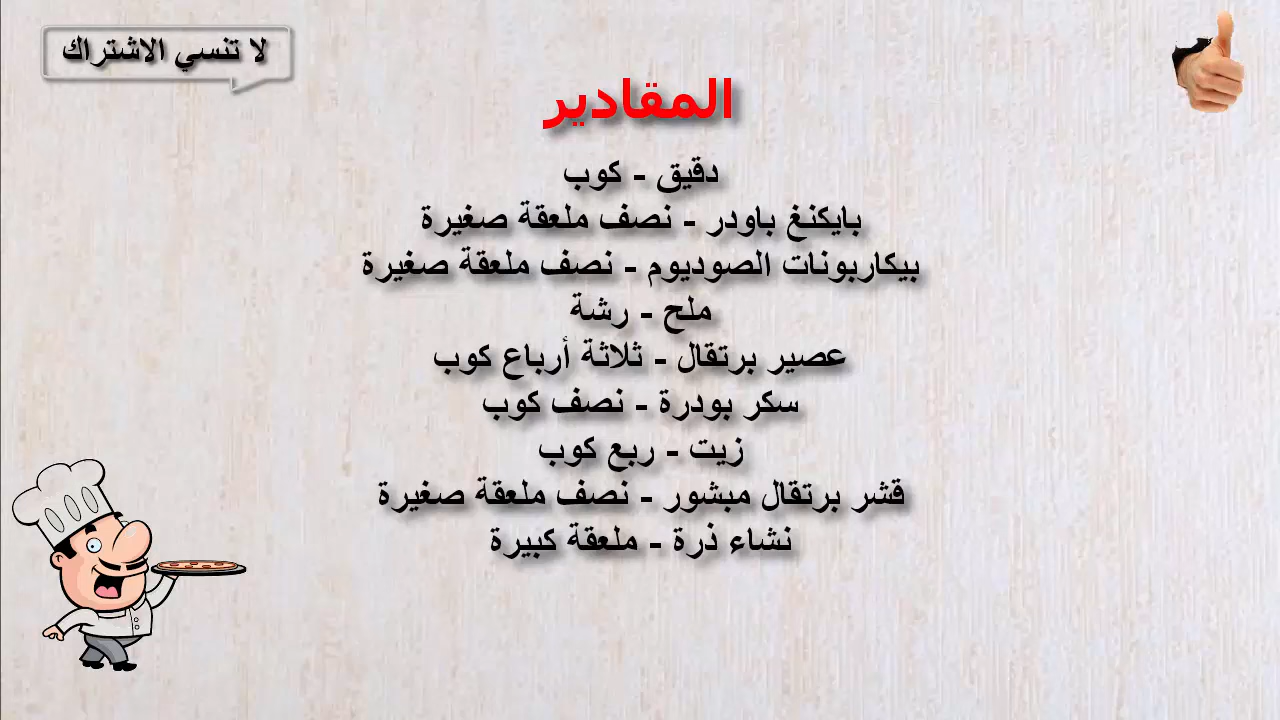 لا تنسي الاشتراك
المقادير
دقيق - كوب
بايكنغ باودر - نصف ملعقة صغيرة
بيكاربونات الصوديوم - نصف ملعقة صغيرة
ملح - رشة
عصير برتقال - ثلاثة أرباع كوب
سكر بودرة - نصف كوب
زيت - ربع كوب
قشر برتقال مبشور - نصف ملعقة صغيرة
نشاء ذرة - ملعقة كبيرة